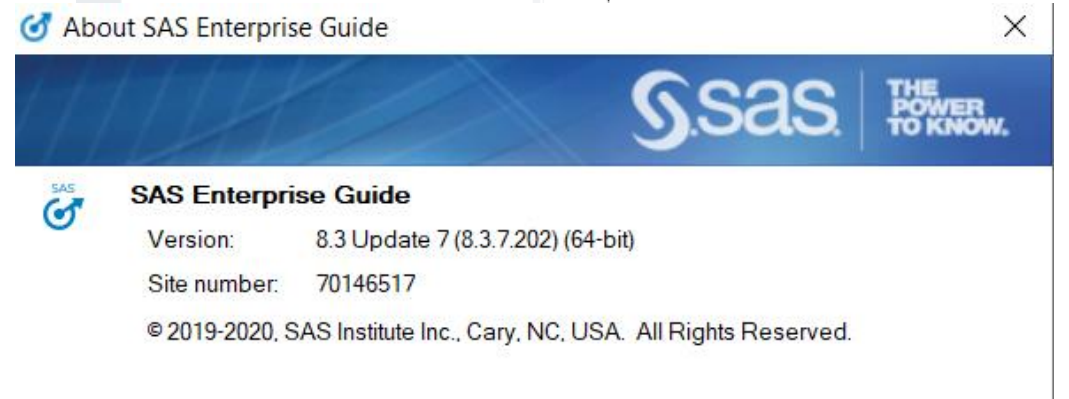 About SAS Enterprise Guide
sas
THE
POWER
TO KNOW.
SAS
SAS Enterprise Guide
Version: 8.3 Update 7 (8.3.7.202) (64-bit)
Site number: 70146517
© 2019-2020, SAS Institute Inc., Cary, NC, USA. All Rights Reserved.